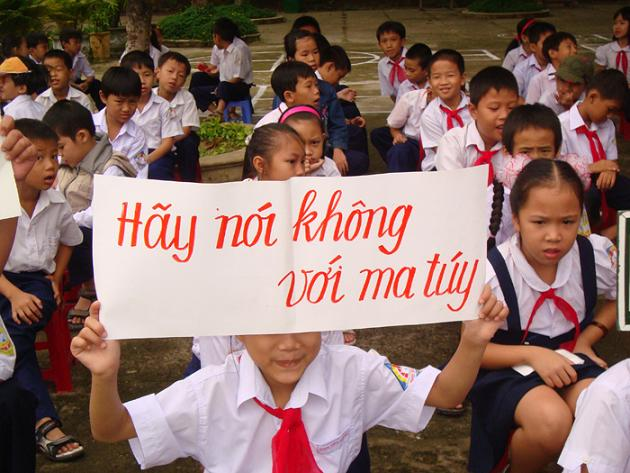 Hãy nói không
với ma túy